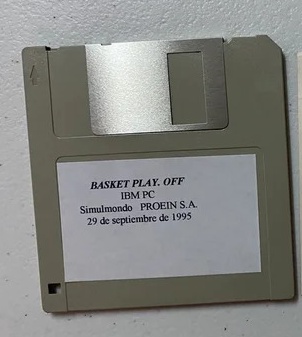 BASKET PLAY. OFF
IBM PC
Simulmondo PROEIN S.A.
29 de septiembre de 1995